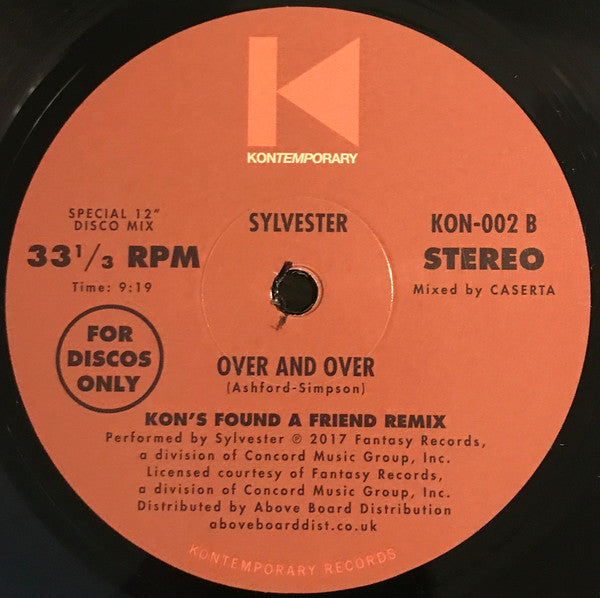 KONTEMPORARY
SPECIAL 12"
DISCO MIX
33 1/3 RPM
Time: 9:19
SYLVESTER
KON-002 B
STEREO
Mixed by CASERTA
FOR
DISCOS
ONLY
OVER AND OVER
(Ashford-Simpson)
KON'S FOUND A FRIEND REMIX
Performed by Sylvester ℗ 2017 Fantasy Records,
a division of Concord Music Group, Inc.
Licensed courtesy of Fantasy Records,
a division of Concord Music Group, Inc.
Distributed by Above Board Distribution
aboveboarddist.co.uk
KONTEMPORARY RECORDS